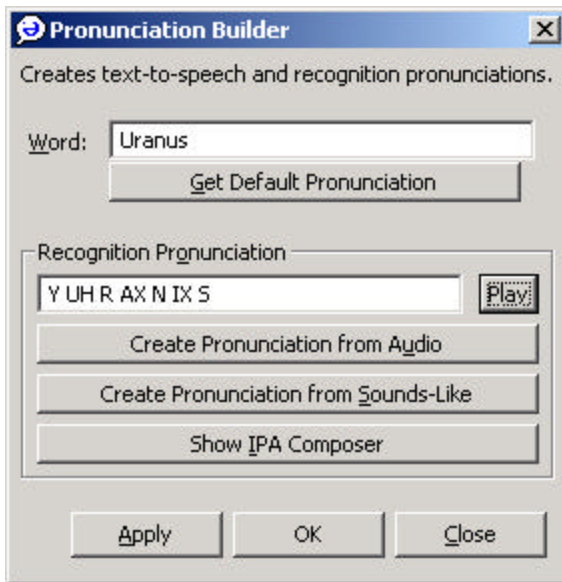 Pronunciation Builder
Creates text-to-speech and recognition pronunciations.
Word: Uranus
Get Default Pronunciation
Recognition Pronunciation
Y UH R AX N IX S Play
Create Pronunciation from Audio
Create Pronunciation from Sounds-Like
Show IPA Composer
Apply OK Close